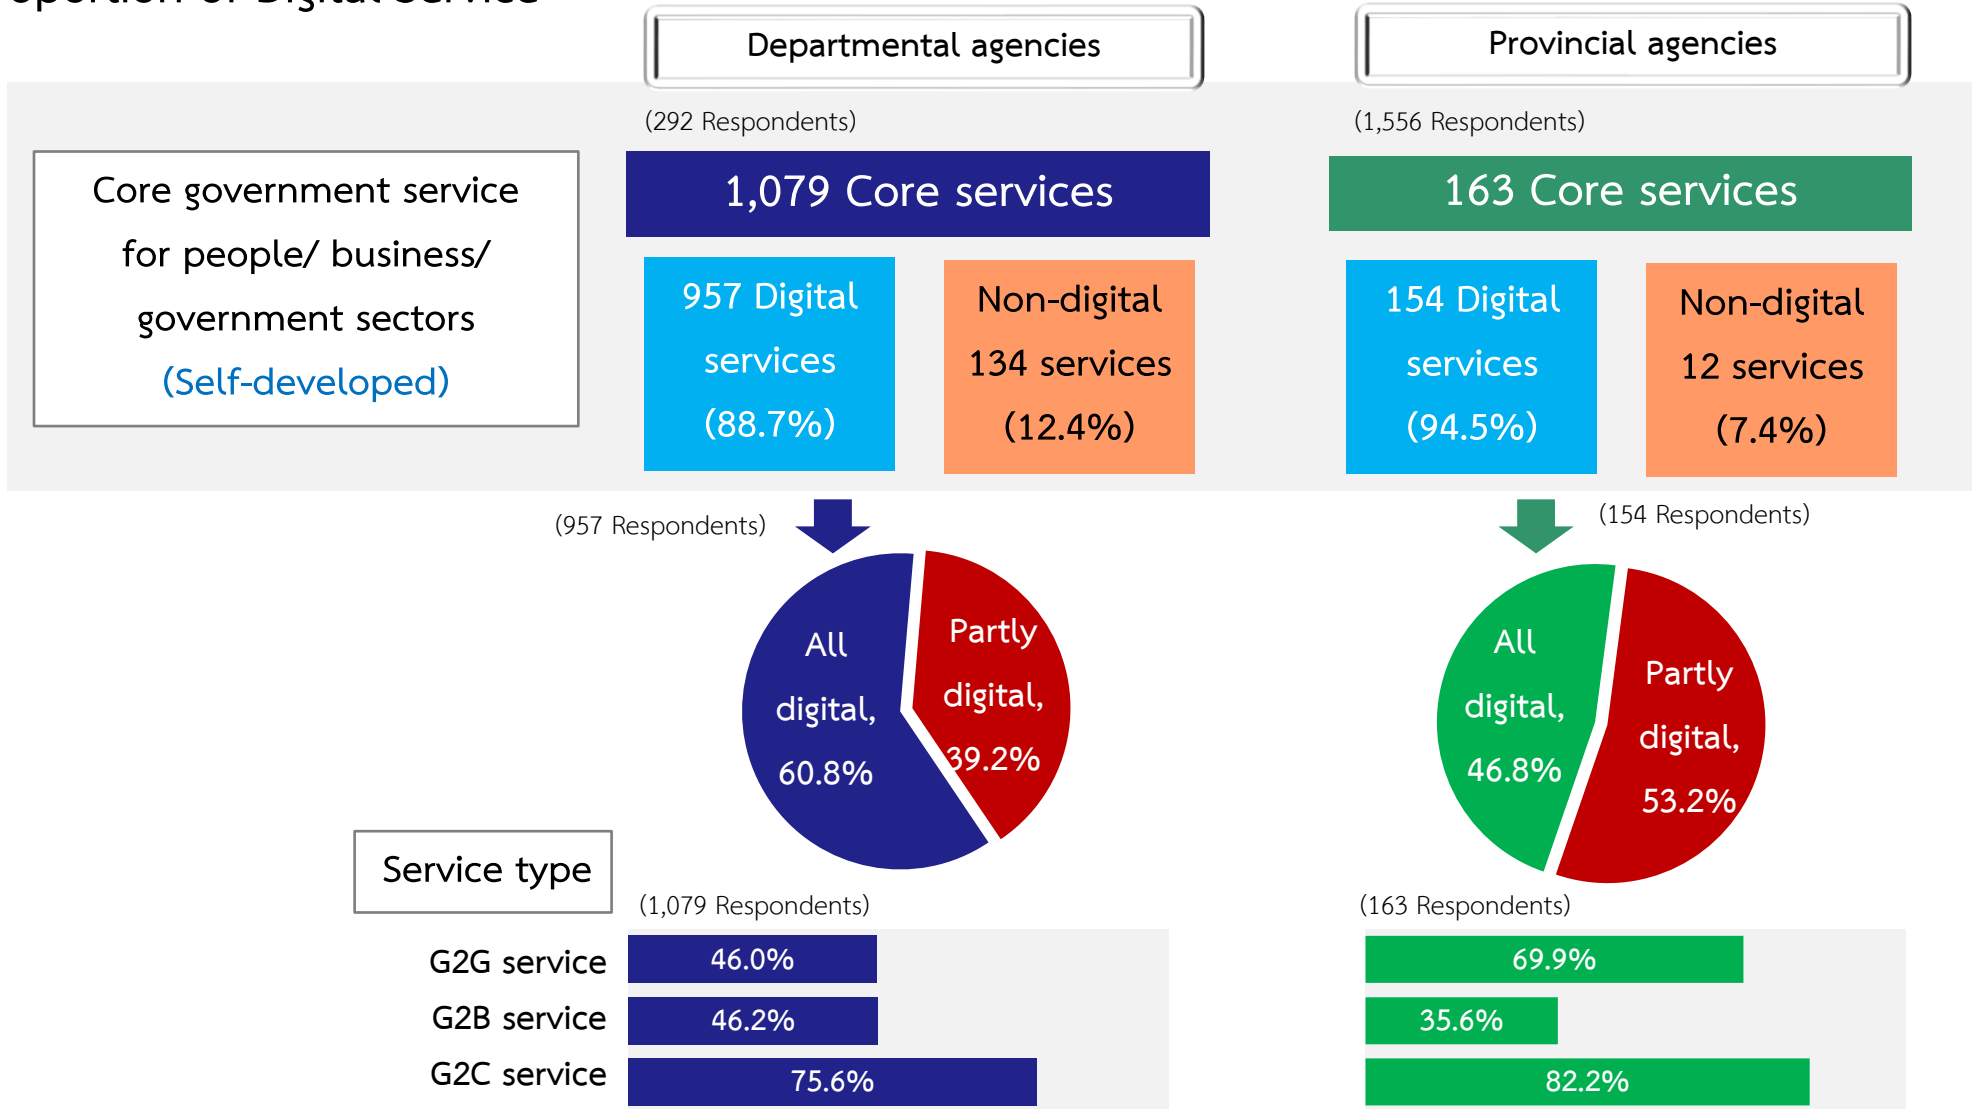 Digital Service
Departmental agencies
Provincial agencies
(292 Respondents)
(1,556 Respondents)
Core government service
for people/ business/
government sectors
(Self-developed)
1,079 Core services
163 Core services
957 Digital
services
(88.7%)
Non-digital
134 services
(12.4%)
154 Digital
services
(94.5%)
Non-digital
12 services
(7.4%)
(957 Respondents)
(154 Respondents)
All
digital,
60.8%
Partly
digital,
39.2%
All
digital,
46.8%
Partly
digital,
53.2%
Service type
(1,079 Respondents)
(163 Respondents)
G2G service
46.0%
69.9%
G2B service
46.2%
35.6%
G2C service
75.6%
82.2%